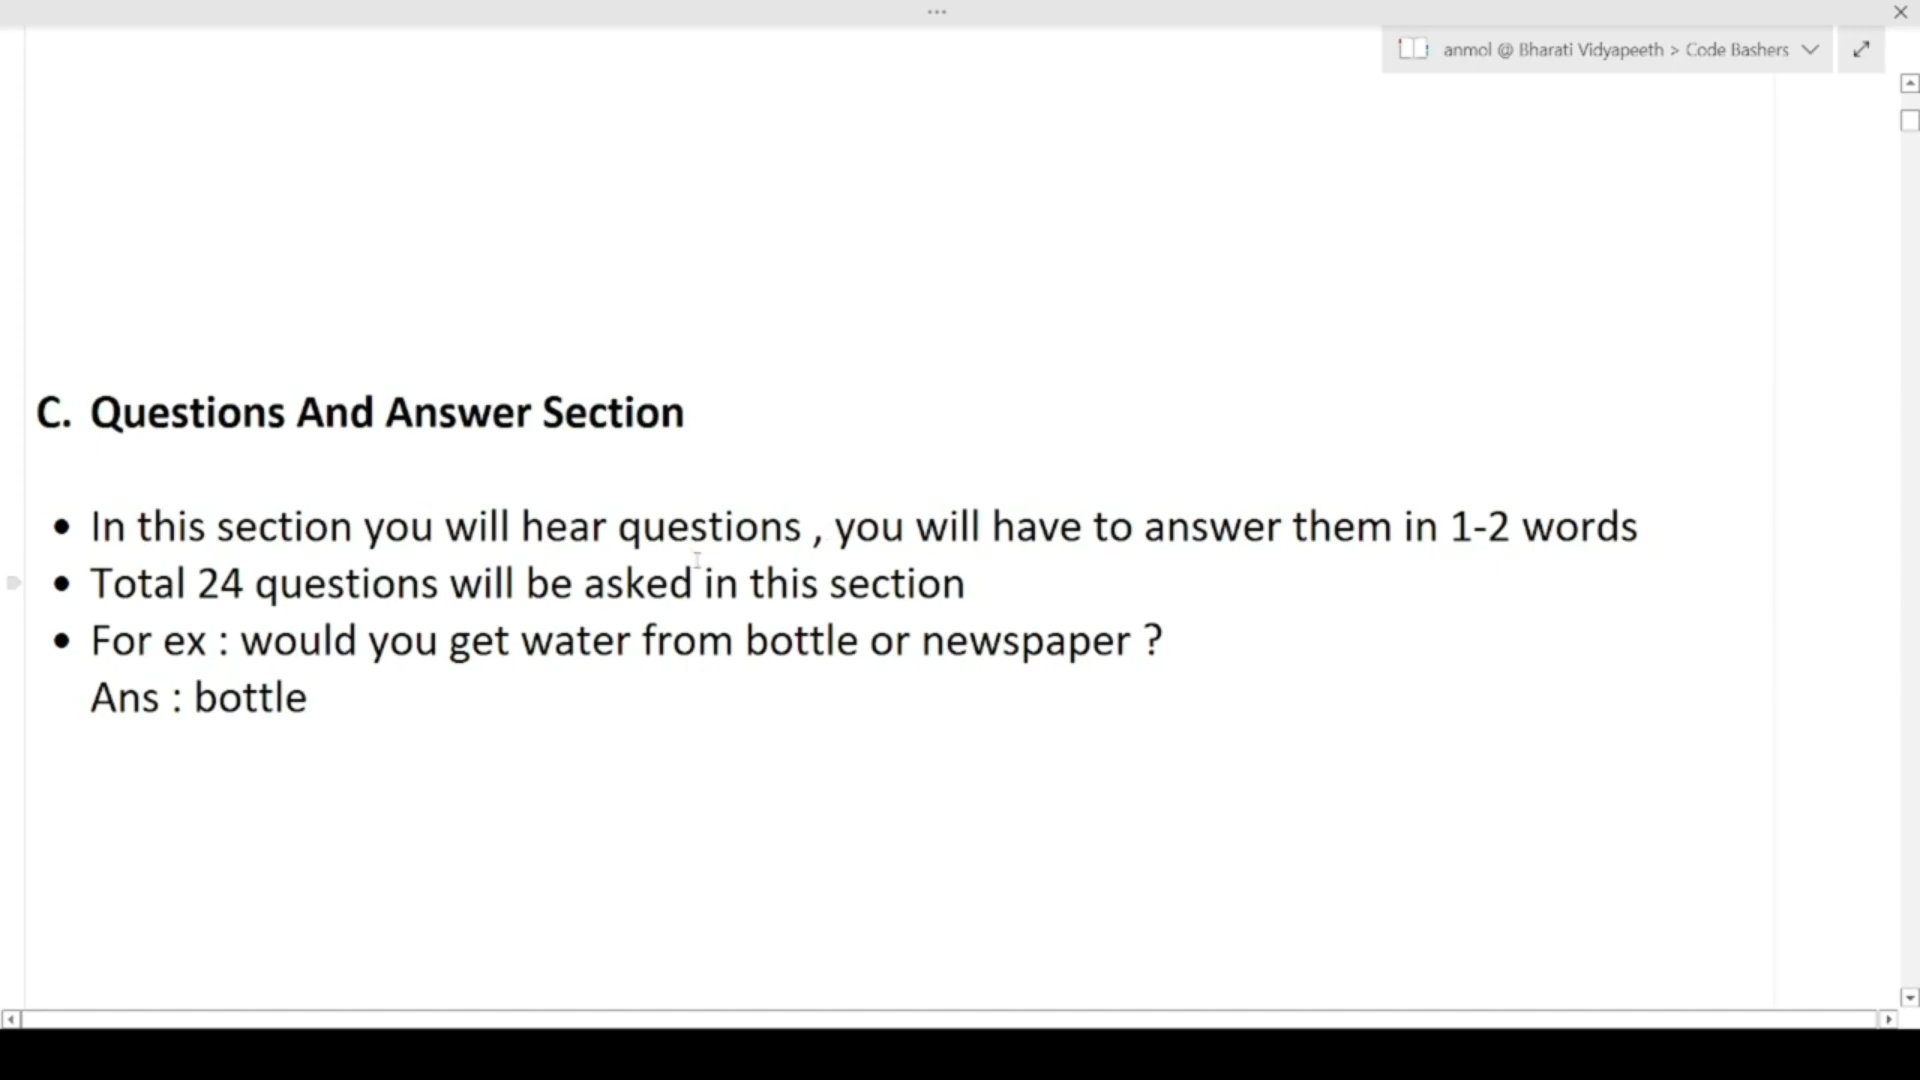 anmol @ Bharati Vidyapeeth > Code Bashers
C. Questions And Answer Section
• In this section you will hear questions , you will have to answer them in 1-2 words
• Total 24 questions will be asked in this section
• For ex : would you get water from bottle or newspaper ?
Ans : bottle